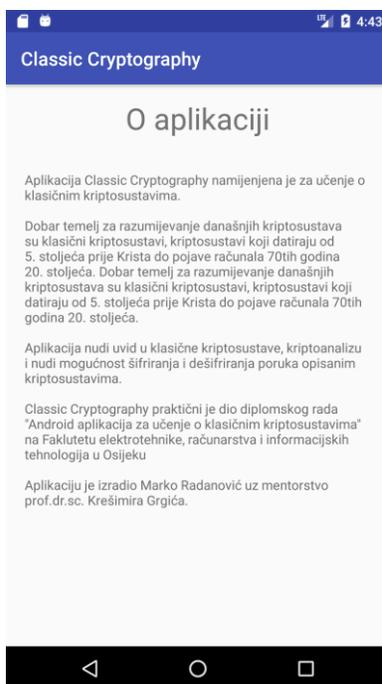 LTE 4:43
Classic Cryptography
O aplikaciji
Aplikacija Classic Cryptography namijenjena je za učenje o
klasičnim kriptosustavima.
Dobar temelj za razumijevanje današnjih kriptosustava
su klasični kriptosustavi, kriptosustavi koji datiraju od
5. stoljeća prije Krista do pojave računala 70tih godina
20. stoljeća. Dobar temelj za razumijevanje današnjih
kriptosustava su klasični kriptosustavi, kriptosustavi koji
datiraju od 5. stoljeća prije Krista do pojave računala 70tih
godina 20. stoljeća.
Aplikacija nudi uvid u klasične kriptosustave, kriptoanalizu
i nudi mogućnost šifriranja i dešifriranja poruka opisanim
kriptosustavima.
Classic Cryptography praktični je dio diplomskog rada
"Android aplikacija za učenje o klasičnim kriptosustavima"
na Faklutetu elektrotehnike, računarstva i informacijskih
tehnologija u Osijeku
Aplikaciju je izradio Marko Radanović uz mentorstvo
prof.dr.sc. Krešimira Grgića.